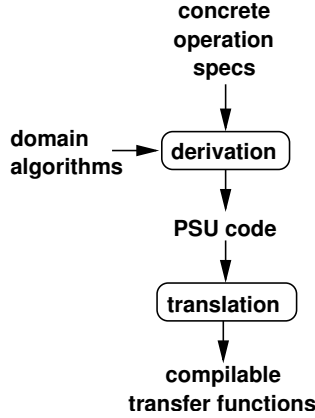 concrete
operation
specs
domain
algorithms
derivation
PSU code
translation
compilable
transfer functions